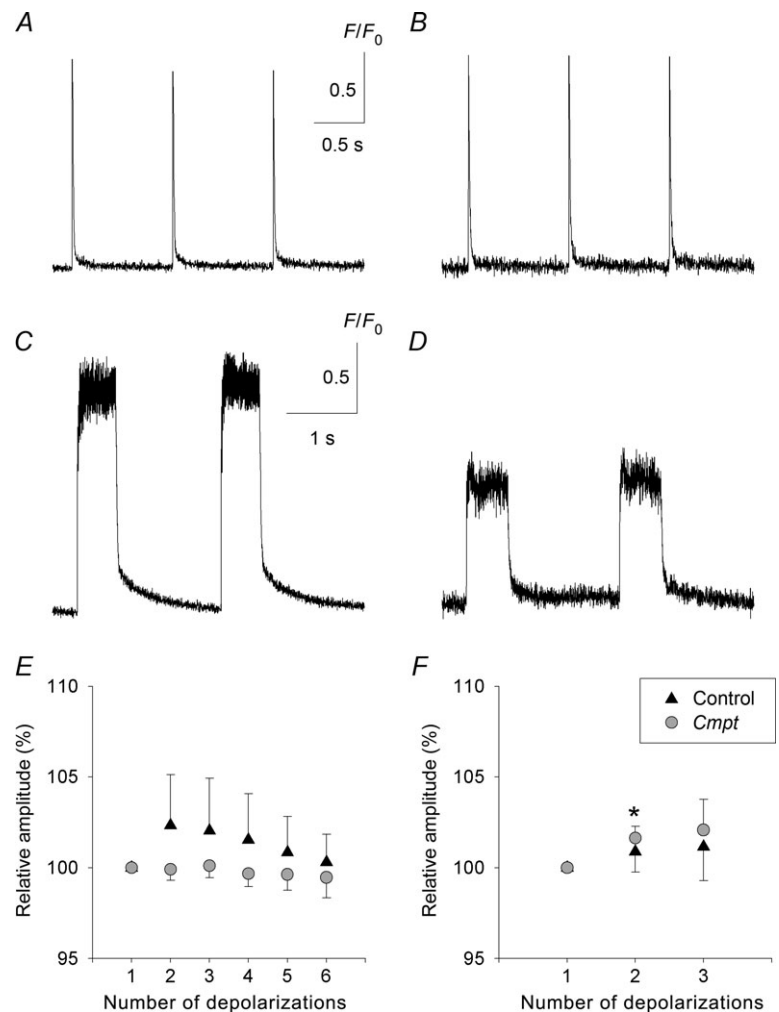 A
F/F0
0.5
0.5 s
B
C
F/F0
0.5
1 s
D
E
110
105
100
95
Relative amplitude (%)
*
1 2 3 4 5 6
Number of depolarizations
F
110
105
100
95
Relative amplitude (%)
Control
Cmpt
*
1 2 3
Number of depolarizations